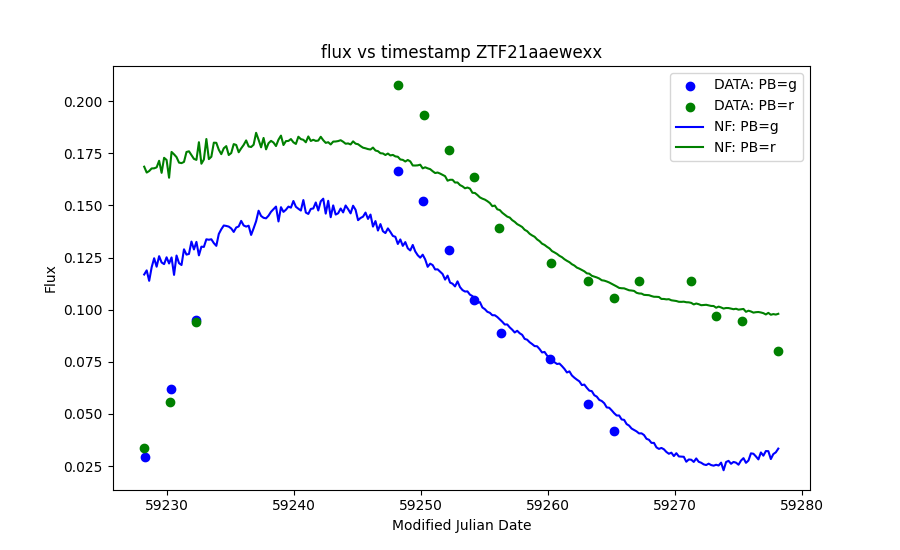 flux vs timestamp ZTF21aaewexx
DATA: PB=g
DATA: PB=r
NF: PB=g
NF: PB=r
0.200
0.175
0.150
0.125
0.100
0.075
0.050
0.025
Flux
59230
59240
59250
59260
59270
59280
Modified Julian Date